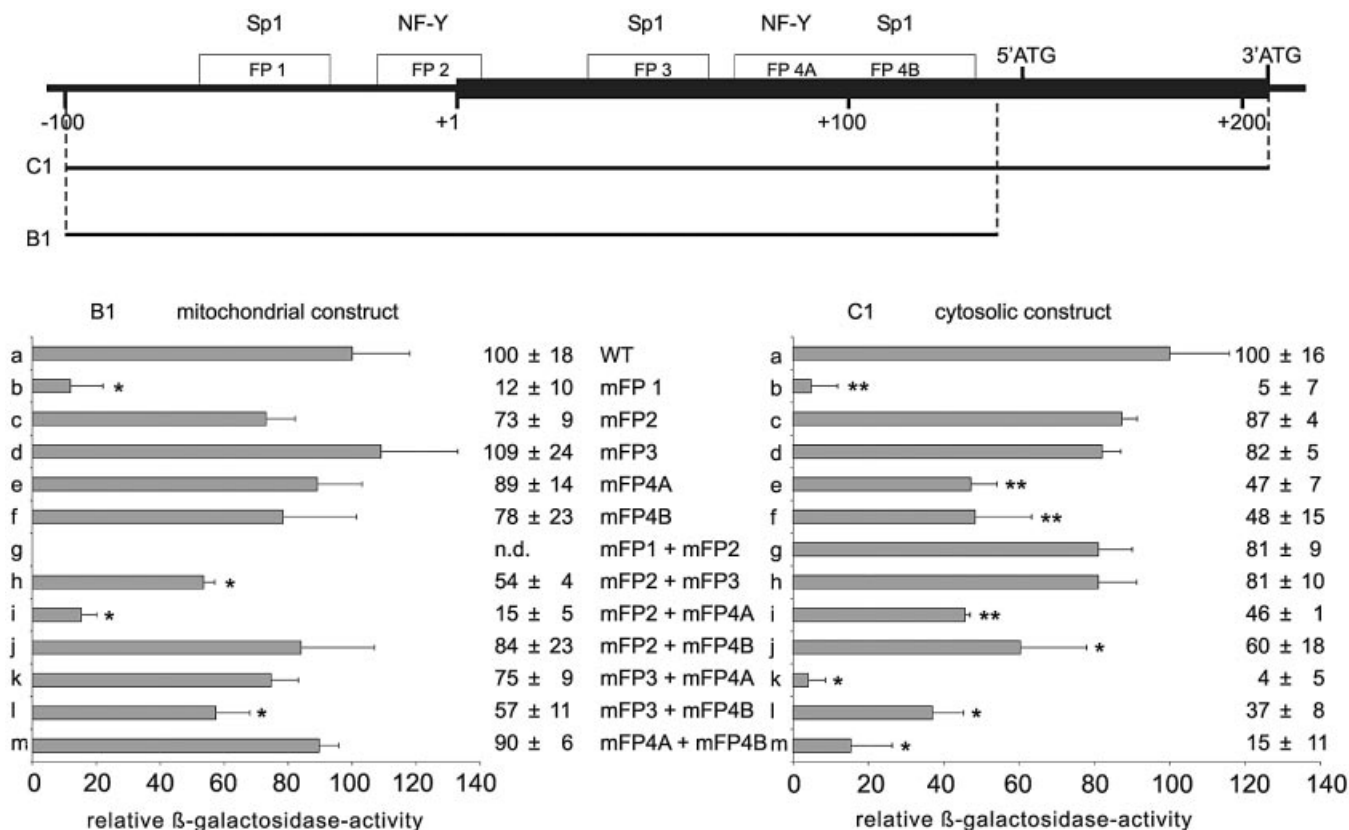 Sp1 NF-Y Sp1 NF-Y Sp1
FP 1 FP 2 FP 3 FP 4A FP 4B 5'ATG 3'ATG
-100 +1 +100 +200
C1
B1
B1 mitochondrial construct C1 cytosolic construct
a 100 ± 18 WT a 100 ± 16
b * 12 ± 10 mFP 1 b ** 5 ± 7
c 73 ± 9 mFP2 c 87 ± 4
d 109 ± 24 mFP3 d 82 ± 5
e 89 ± 14 mFP4A e ** 47 ± 7
f 78 ± 23 mFP4B f ** 48 ± 15
g n.d. mFP1 + mFP2 g 81 ± 9
h * 54 ± 4 mFP2 + mFP3 h 81 ± 10
i * 15 ± 5 mFP2 + mFP4A i ** 46 ± 1
j 84 ± 23 mFP2 + mFP4B j * 60 ± 18
k 75 ± 9 mFP3 + mFP4A k * 4 ± 5
l * 57 ± 11 mFP3 + mFP4B l * 37 ± 8
m 90 ± 6 mFP4A + mFP4B m * 15 ± 11
0 20 40 60 80 100 120 140 0 20 40 60 80 100 120 140
relative ß-galactosidase-activity relative ß-galactosidase-activity